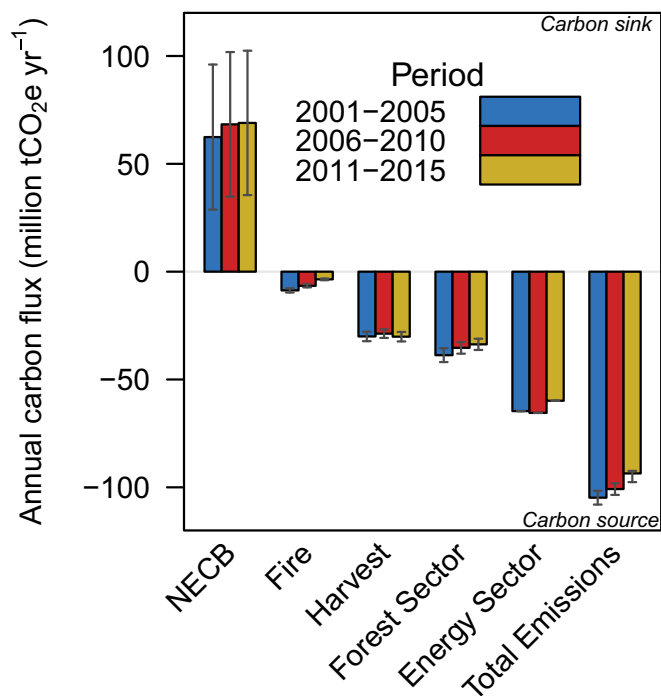 Carbon sink
Annual carbon flux (million tCO₂e yr⁻¹)
100
50
0
−50
−100
Period
2001−2005
2006−2010
2011−2015
Carbon source
NECB
Fire
Harvest
Forest Sector
Energy Sector
Total Emissions